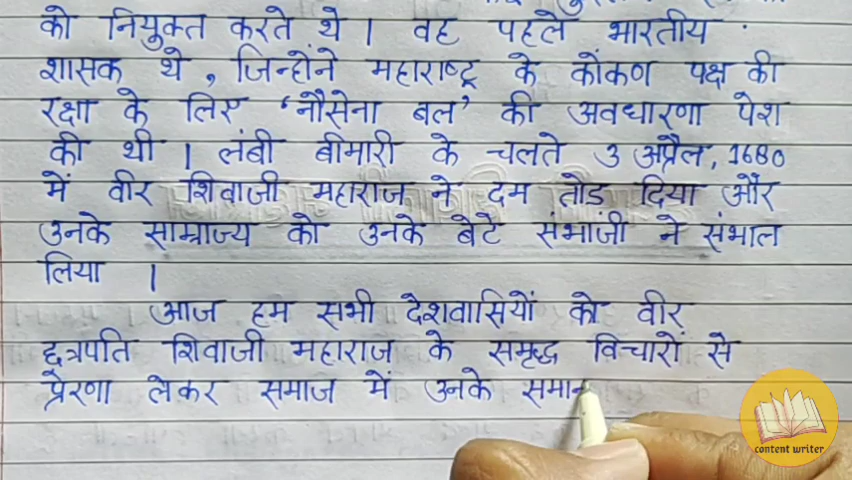 को नियुक्त करते थे । वह पहले भारतीय
शासक थे , जिन्होंने महाराष्ट्र के कोंकण पक्ष की
रक्षा के लिए 'नौसेना बल' की अवधारणा पेश
की थी । लंबी बीमारी के चलते 3 अप्रैल, 1680
में वीर शिवाजी महाराज ने दम तोड दिया और
उनके साम्राज्य को उनके बेटे संभाजी ने संभाल
लिया ।
आज हम सभी देशवासियों को वीर
छत्रपति शिवाजी महाराज के समृद्ध विचारों से
प्रेरणा लेकर समाज में उनके समान
content writer